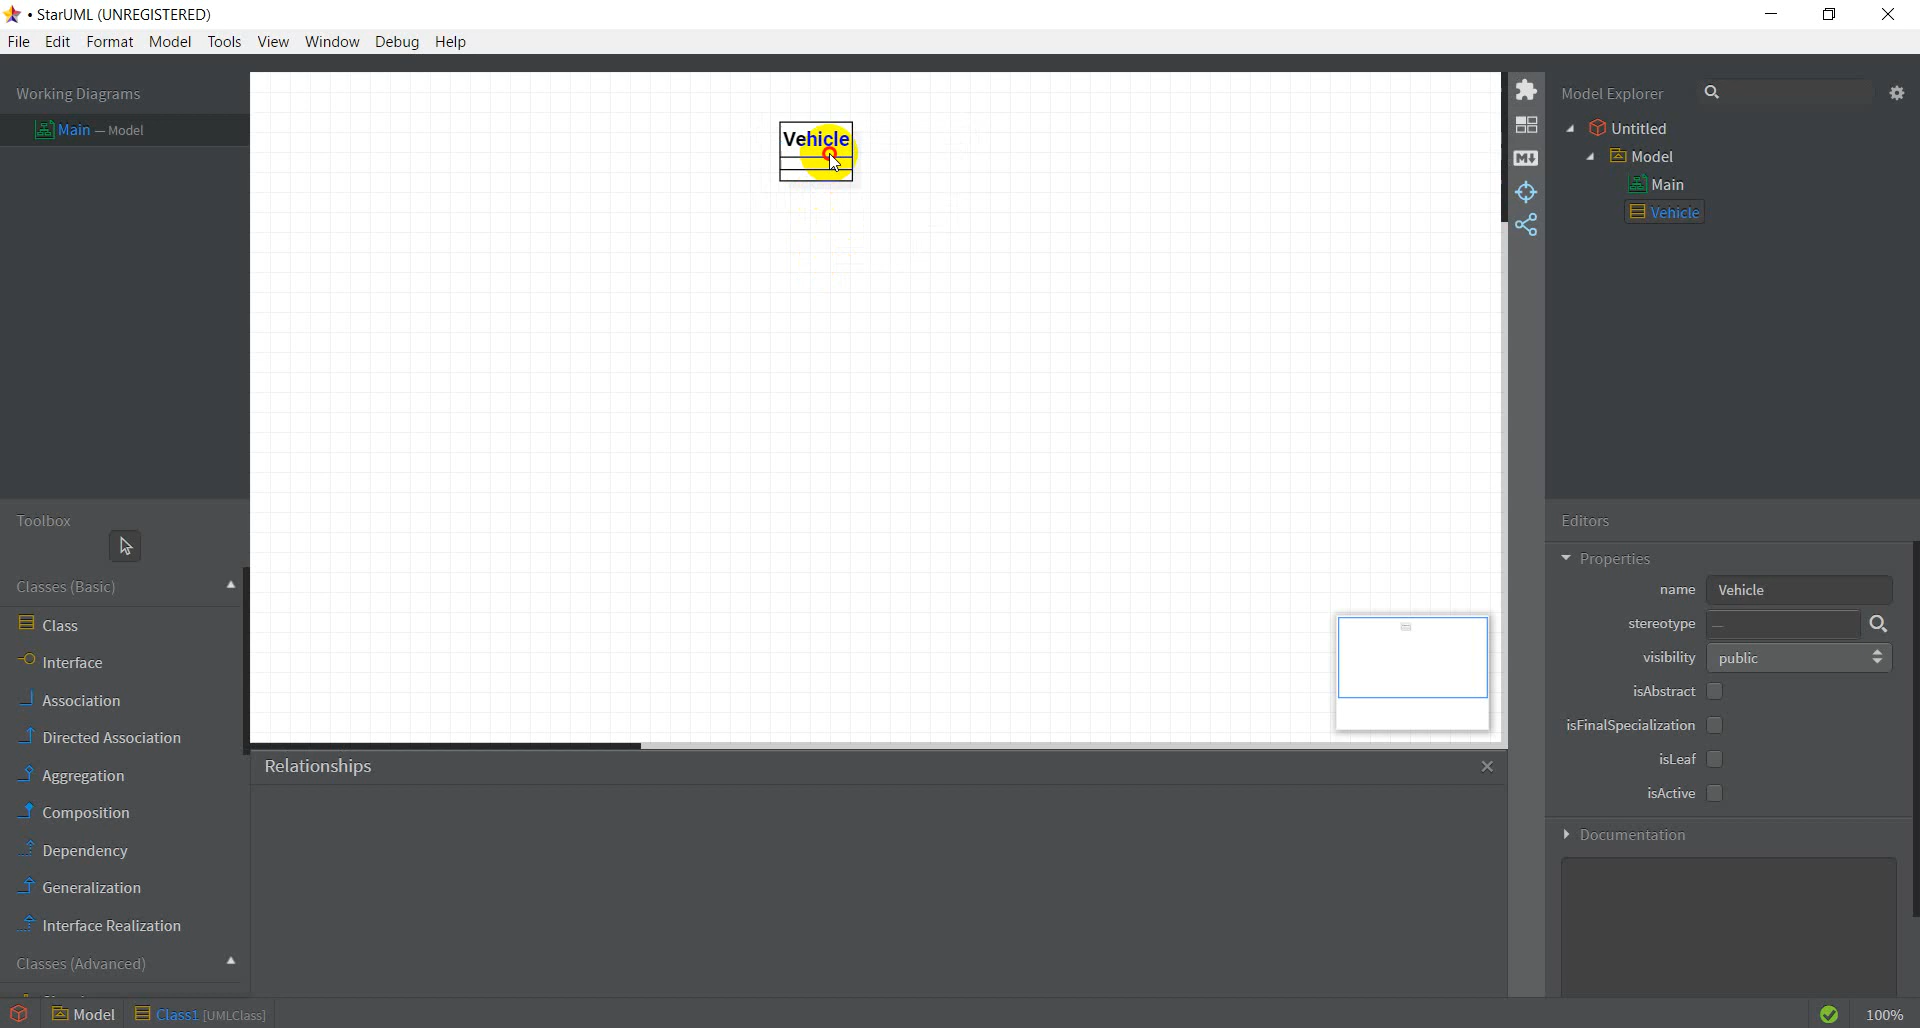 • StarUML (UNREGISTERED)
File Edit Format Model Tools View Window Debug Help
Working Diagrams
Main — Model
Vehicle
Model Explorer
Untitled
Model
Main
Vehicle
Toolbox
Classes (Basic)
Class
Interface
Association
Directed Association
Aggregation
Composition
Dependency
Generalization
Interface Realization
Classes (Advanced)
Relationships
Editors
Properties
name Vehicle
stereotype —
visibility public
isAbstract
isFinalSpecialization
isLeaf
isActive
Documentation
Model Class1 [UMLClass]
100%